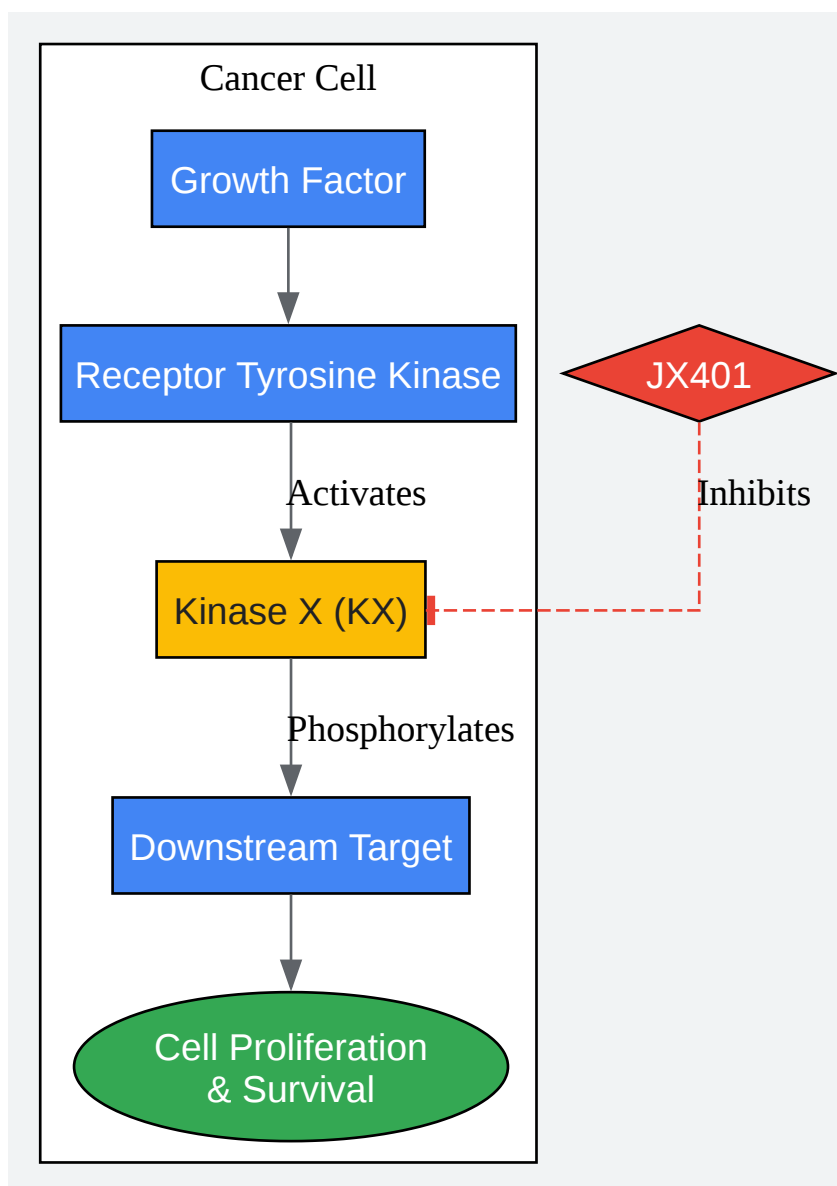 Cancer Cell
Growth Factor
Receptor Tyrosine Kinase
JX401
Activates
Inhibits
Kinase X (KX)
Phosphorylates
Downstream Target
Cell Proliferation
& Survival